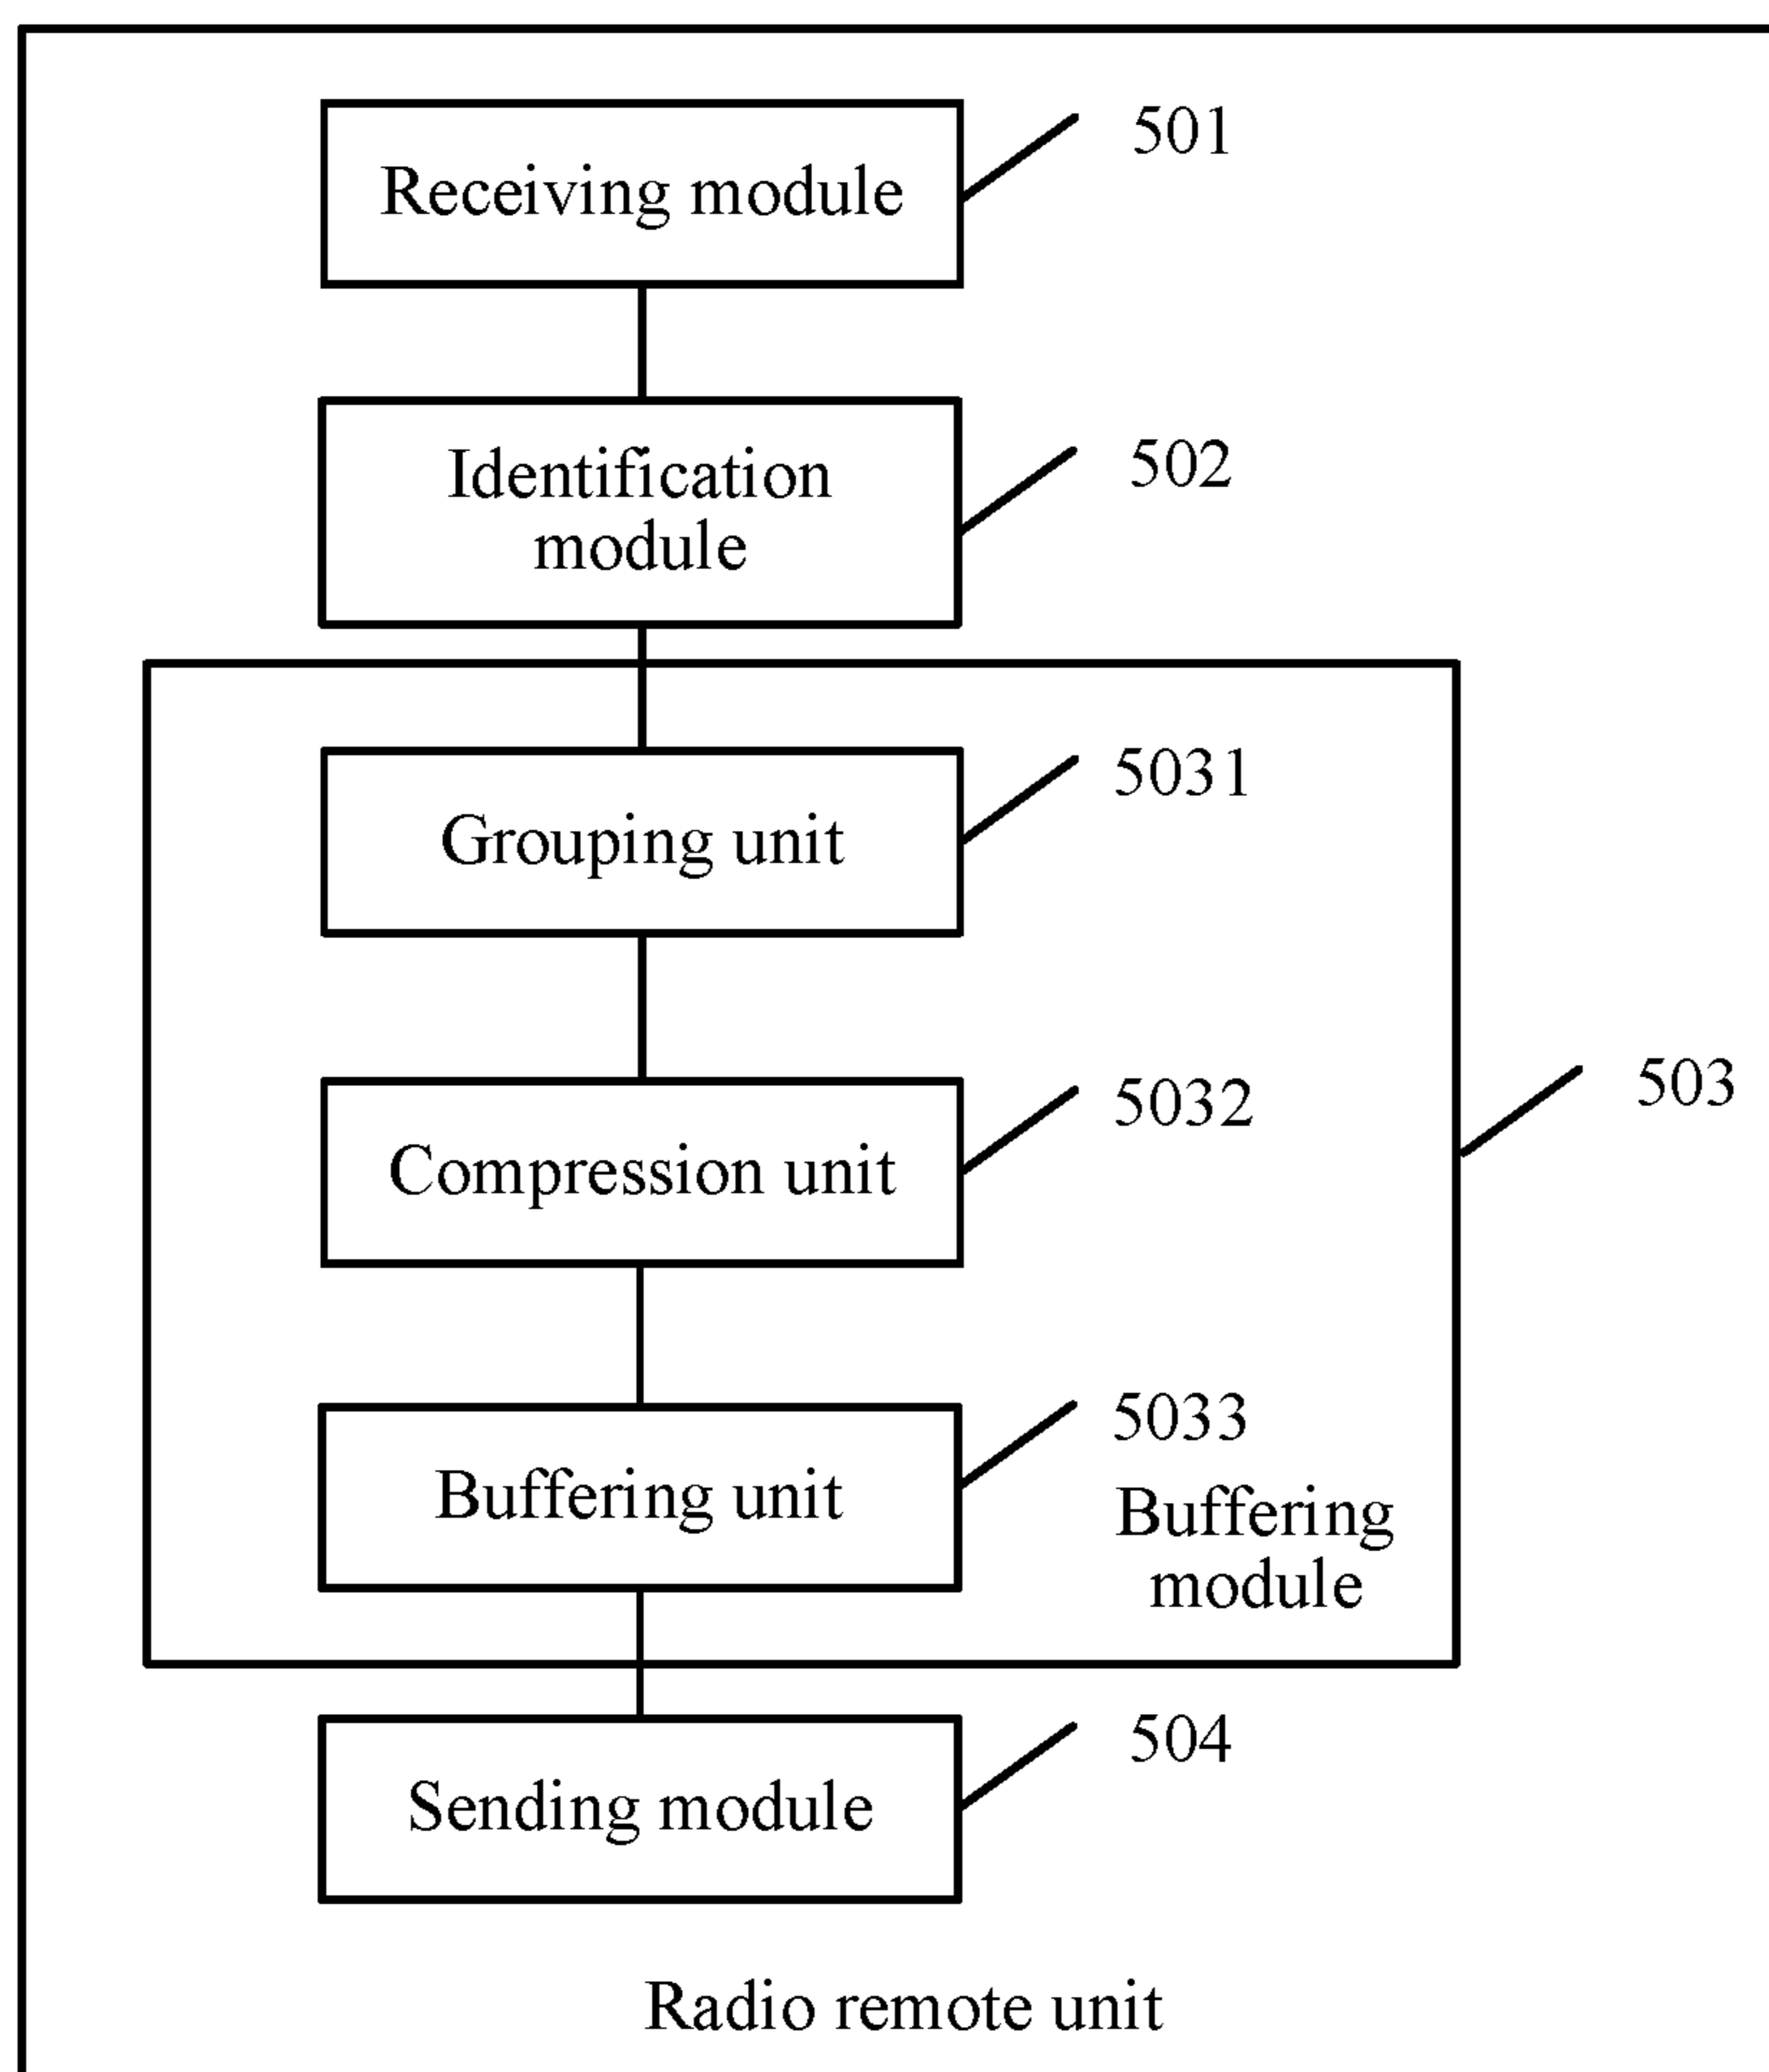 Receiving module
501
Identification
module
502
Grouping unit
5031
Compression unit
5032
503
Buffering unit
5033
Buffering
module
Sending module
504
Radio remote unit